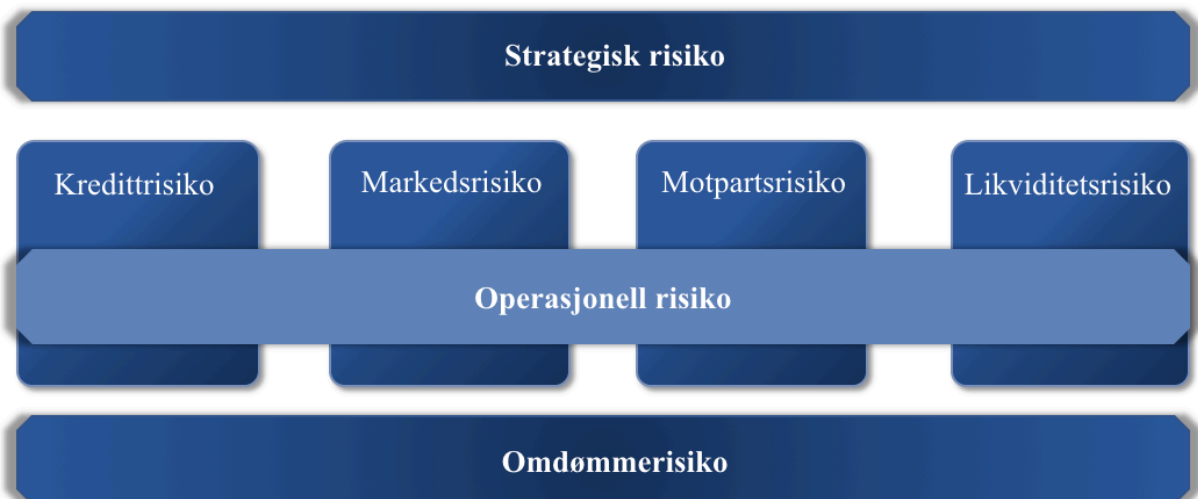 Strategisk risiko
Kredittrisiko
Markedsrisiko
Motpartsrisiko
Likviditetsrisiko
Operasjonell risiko
Omdømmerisiko